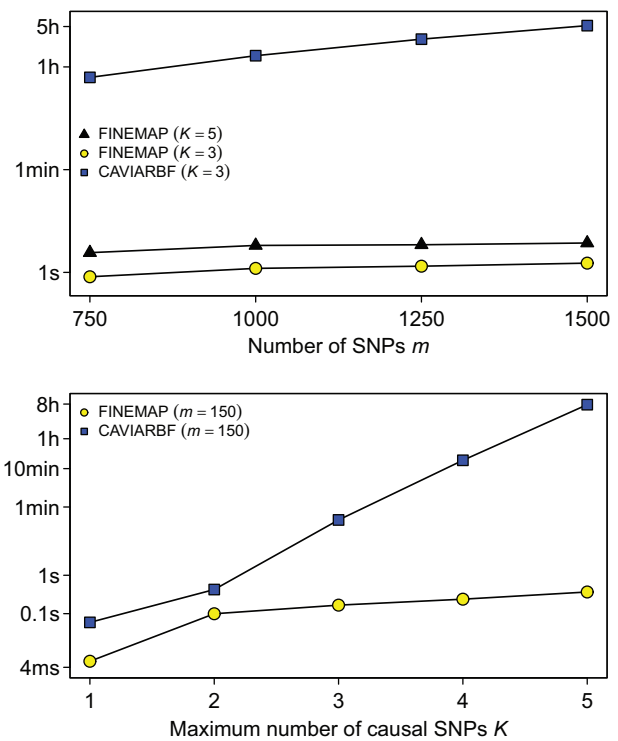 5h
1h
1min
1s
FINEMAP (K = 5)
FINEMAP (K = 3)
CAVIARBF (K = 3)
750 1000 1250 1500
Number of SNPs m
8h
1h
10min
1min
1s
0.1s
4ms
FINEMAP (m = 150)
CAVIARBF (m = 150)
1 2 3 4 5
Maximum number of causal SNPs K